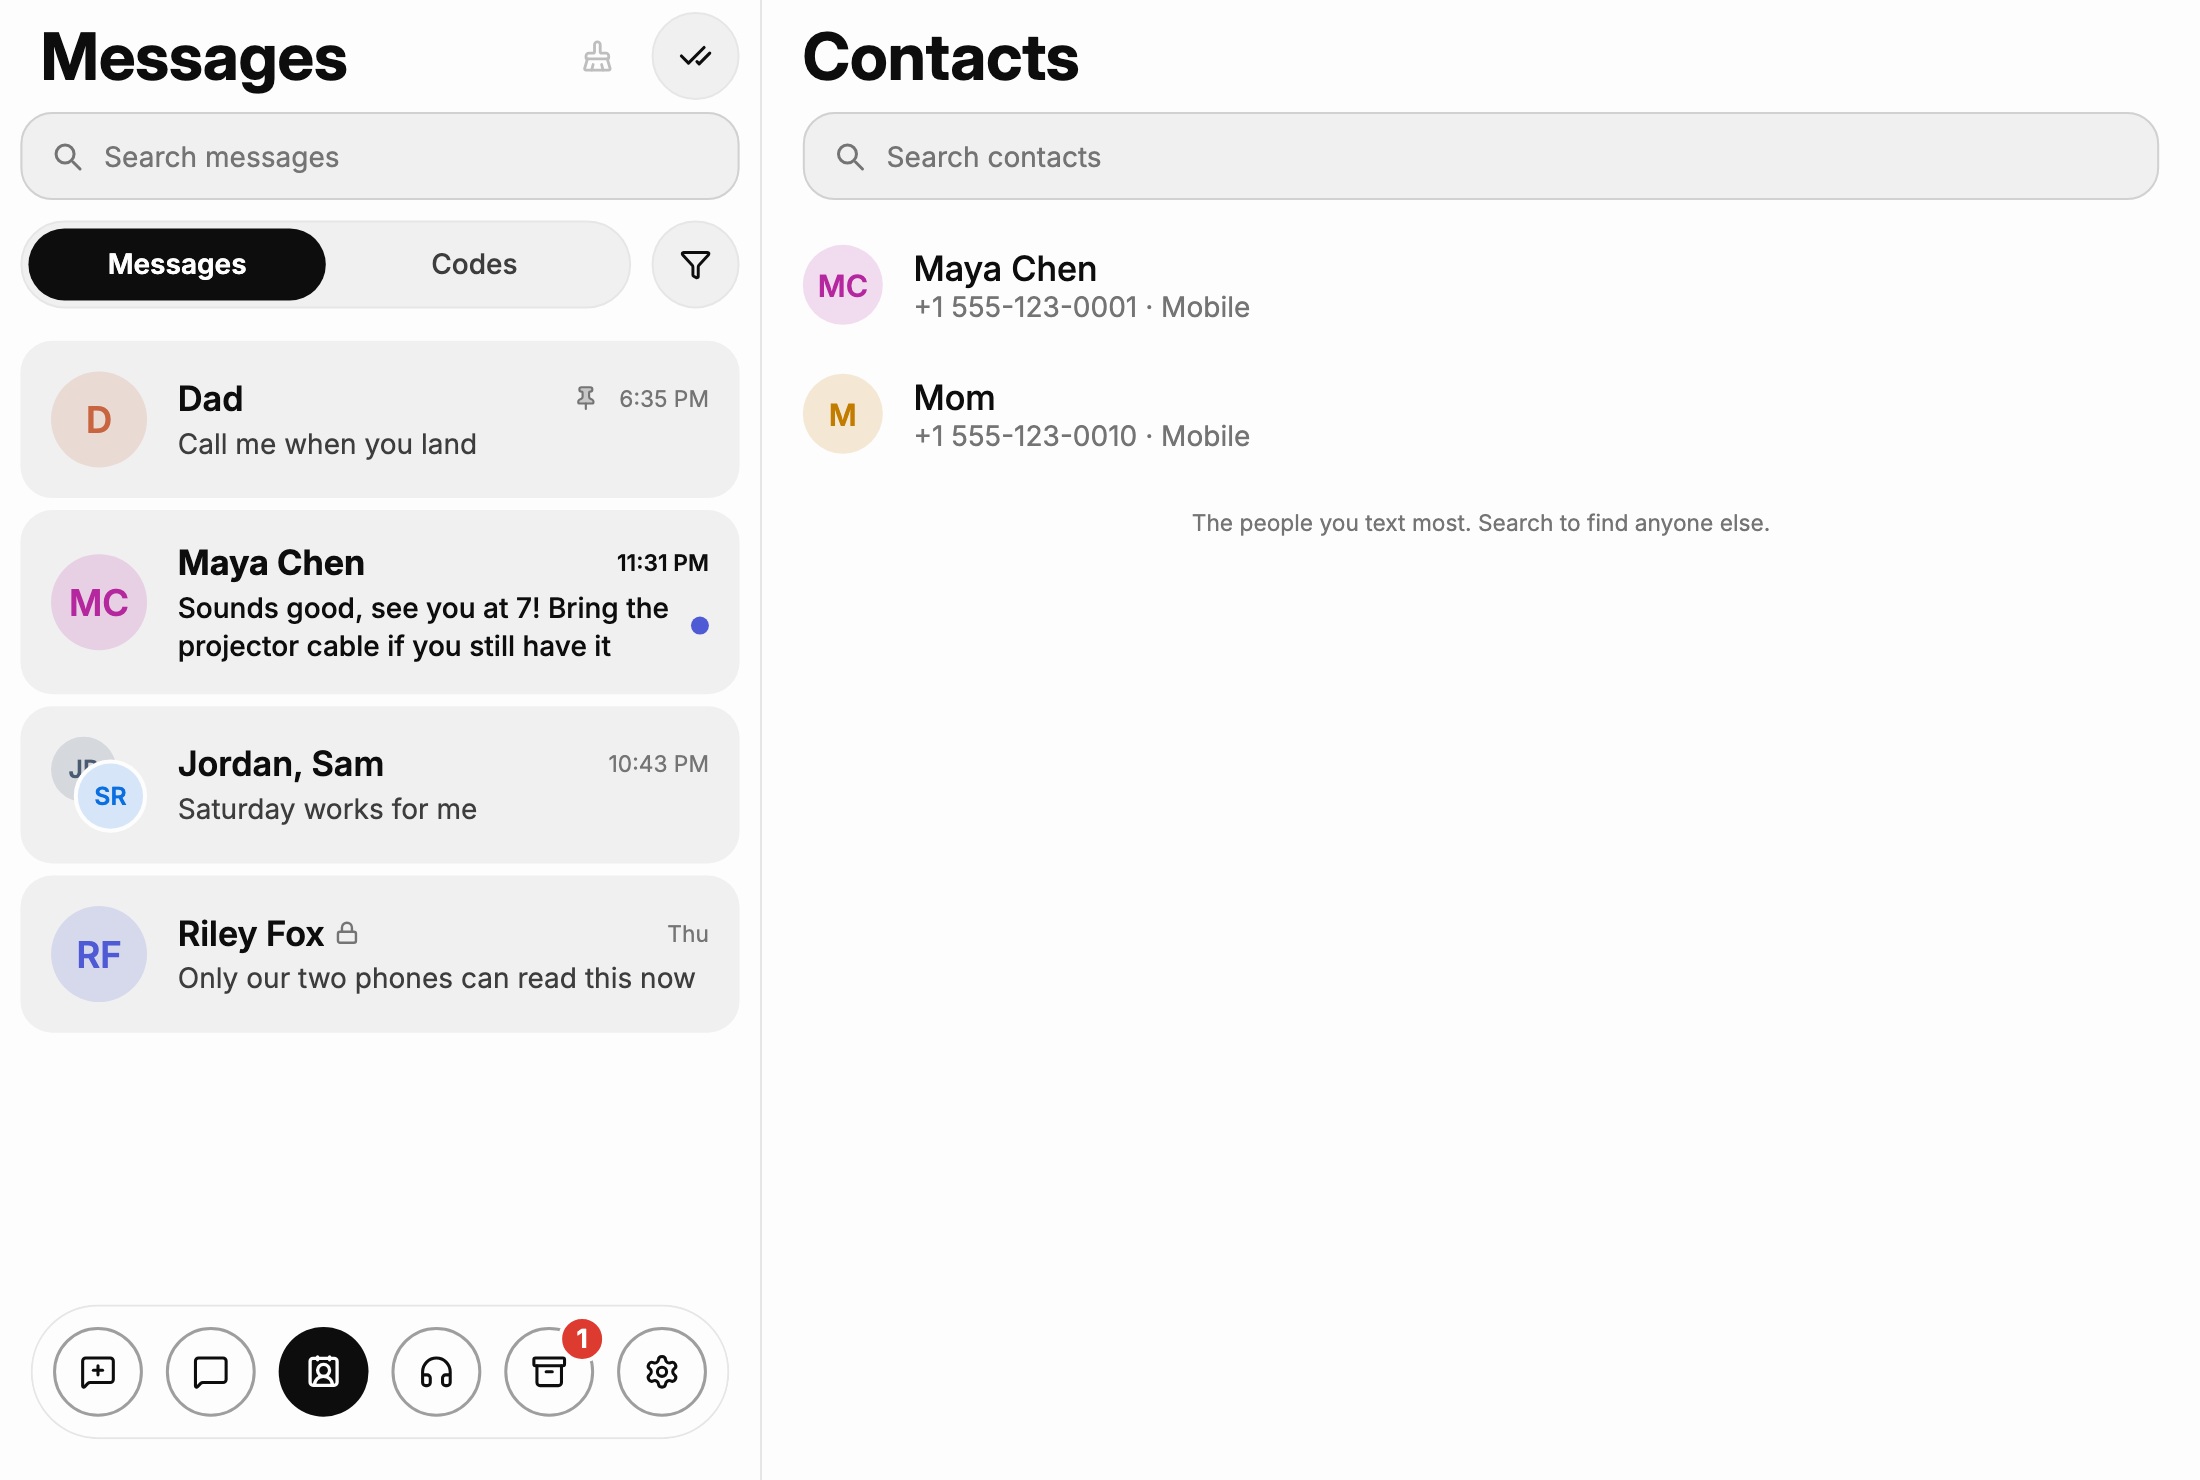 Messages
Search messages
Messages
Codes
D
Dad
6:35 PM
Call me when you land
MC
Maya Chen
11:31 PM
Sounds good, see you at 7! Bring the
projector cable if you still have it
SR
Jordan, Sam
10:43 PM
Saturday works for me
RF
Riley Fox
Thu
Only our two phones can read this now
1
Contacts
Search contacts
MC
Maya Chen
+1 555-123-0001 · Mobile
M
Mom
+1 555-123-0010 · Mobile
The people you text most. Search to find anyone else.